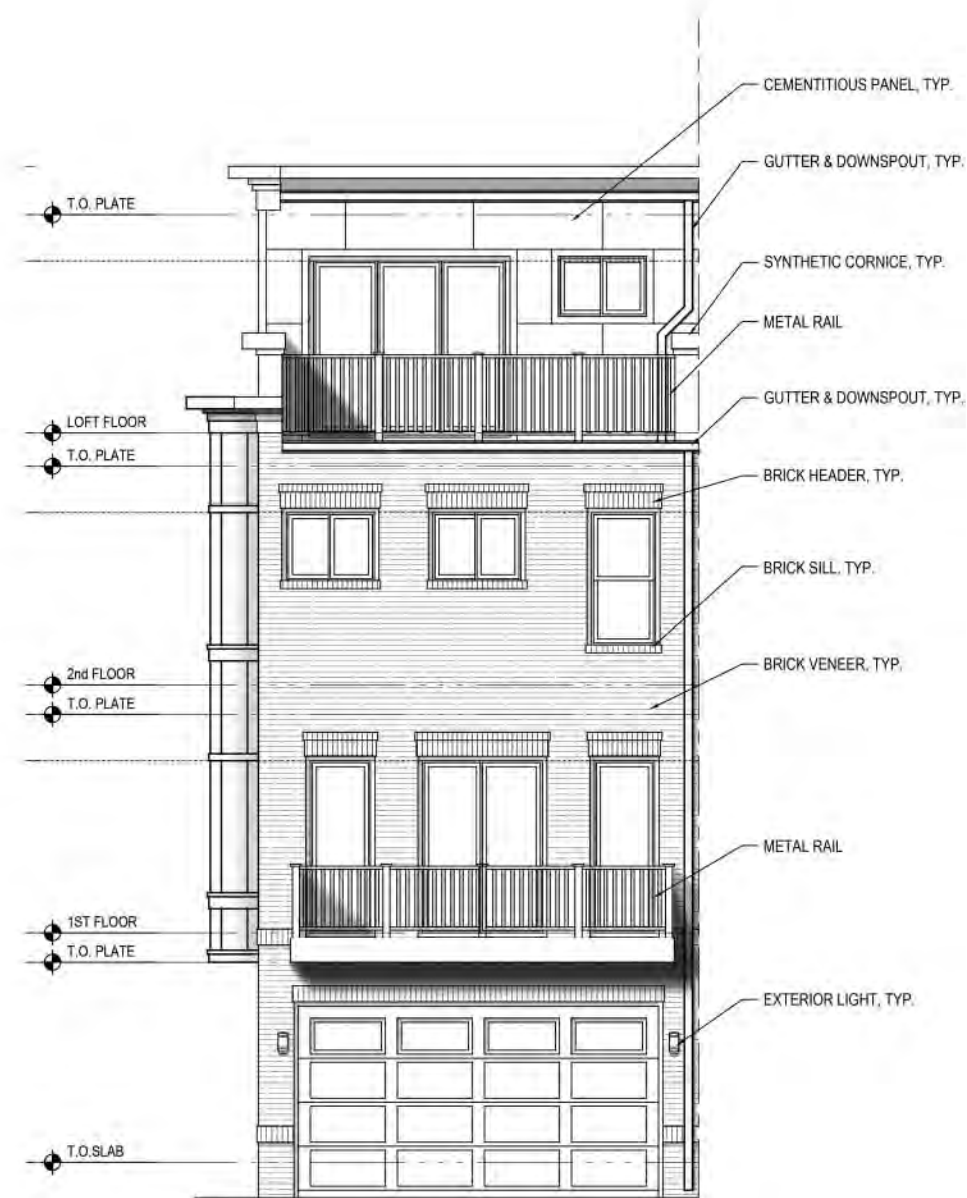 CEMENTITIOUS PANEL, TYP.
GUTTER & DOWNSPOUT, TYP.
T.O. PLATE
SYNTHETIC CORNICE, TYP.
METAL RAIL
GUTTER & DOWNSPOUT, TYP.
LOFT FLOOR
T.O. PLATE
BRICK HEADER, TYP.
BRICK SILL, TYP.
BRICK VENEER, TYP.
2nd FLOOR
T.O. PLATE
METAL RAIL
1ST FLOOR
T.O. PLATE
EXTERIOR LIGHT, TYP.
T.O.SLAB